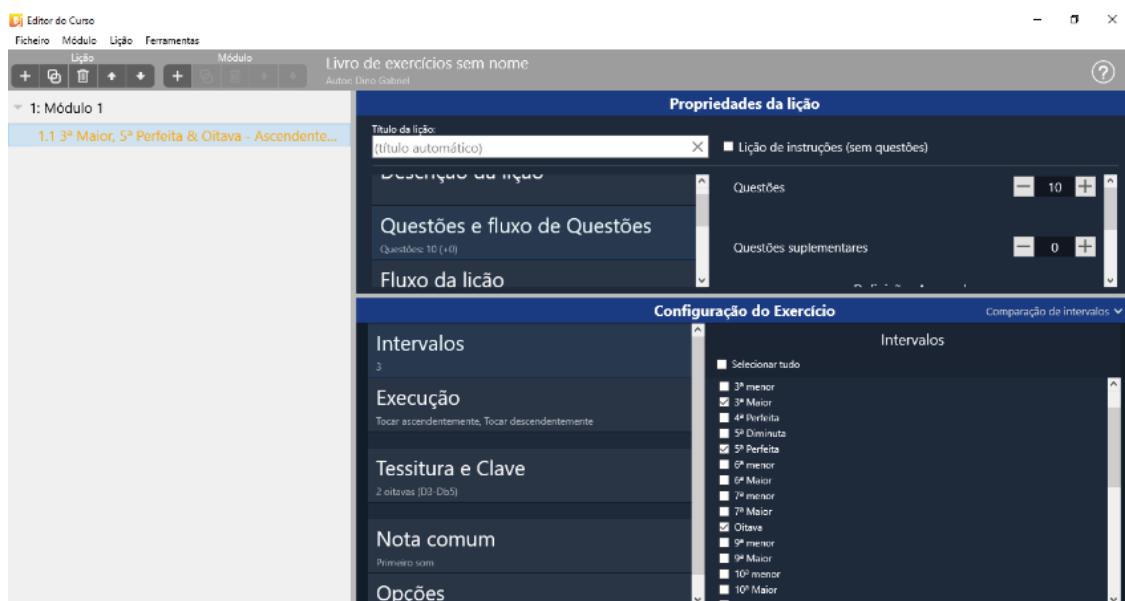 Editor do Curso
Ficheiro Módulo Lição Ferramentas
Lição Módulo
Livro de exercícios sem nome
Autor: Dino Gabriel
1: Módulo 1
1.1 3ª Maior, 5ª Perfeita & Oitava - Ascendente...
Propriedades da lição
Título da lição:
(título automático)
Lição de instruções (sem questões)
Descrição da lição
Questões e fluxo de Questões
Questões: 10 (+0)
Fluxo da lição
Questões 10
Questões suplementares 0
Configuração do Exercício
Comparação de intervalos
Intervalos
3
Execução
Tocar ascendentemente, Tocar descendentemente
Tessitura e Clave
2 oitavas (D3-Db5)
Nota comum
Primeiro som
Opções
Intervalos
Selecionar tudo
3ª menor
3ª Maior
4ª Perfeita
5ª Diminuta
5ª Perfeita
6ª menor
6ª Maior
7ª menor
7ª Maior
Oitava
9ª menor
9ª Maior
10ª menor
10ª Maior